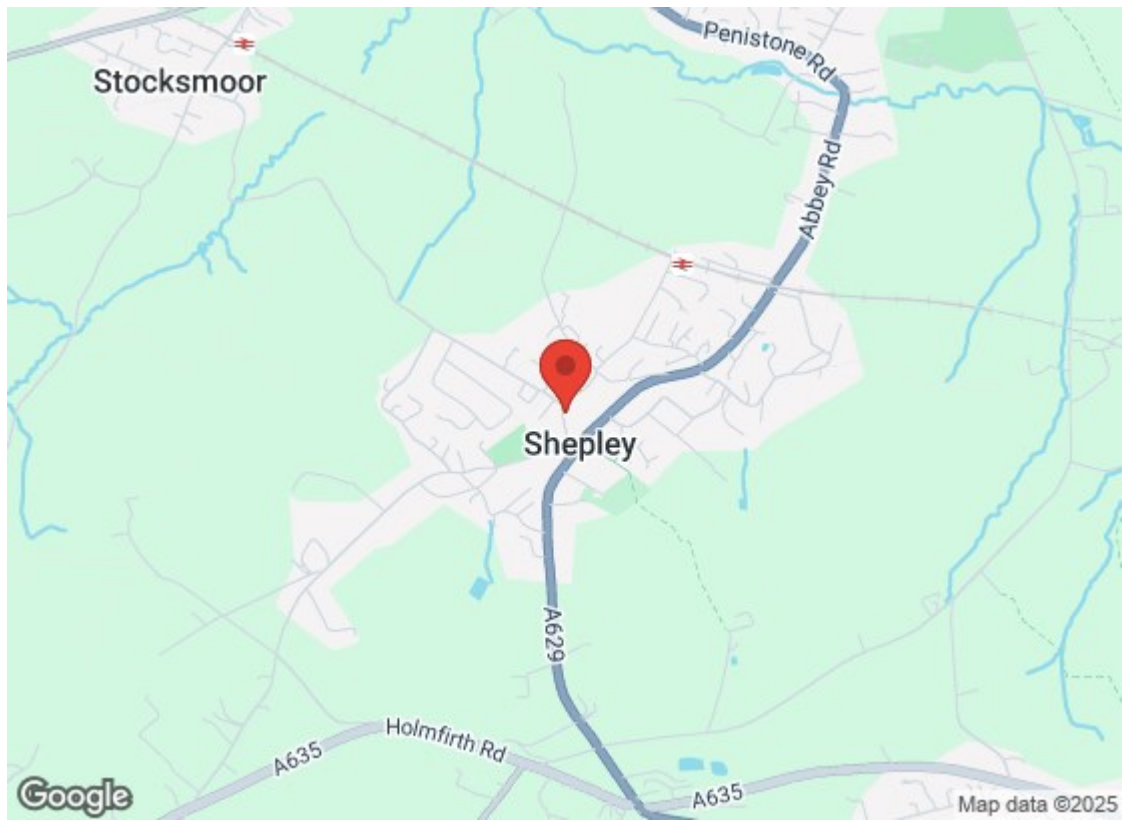 Penistone Rd
Stocksmoor
Abbey Rd
Shepley
A629
Holmfirth Rd
A635
A635
Google
Map data ©2025